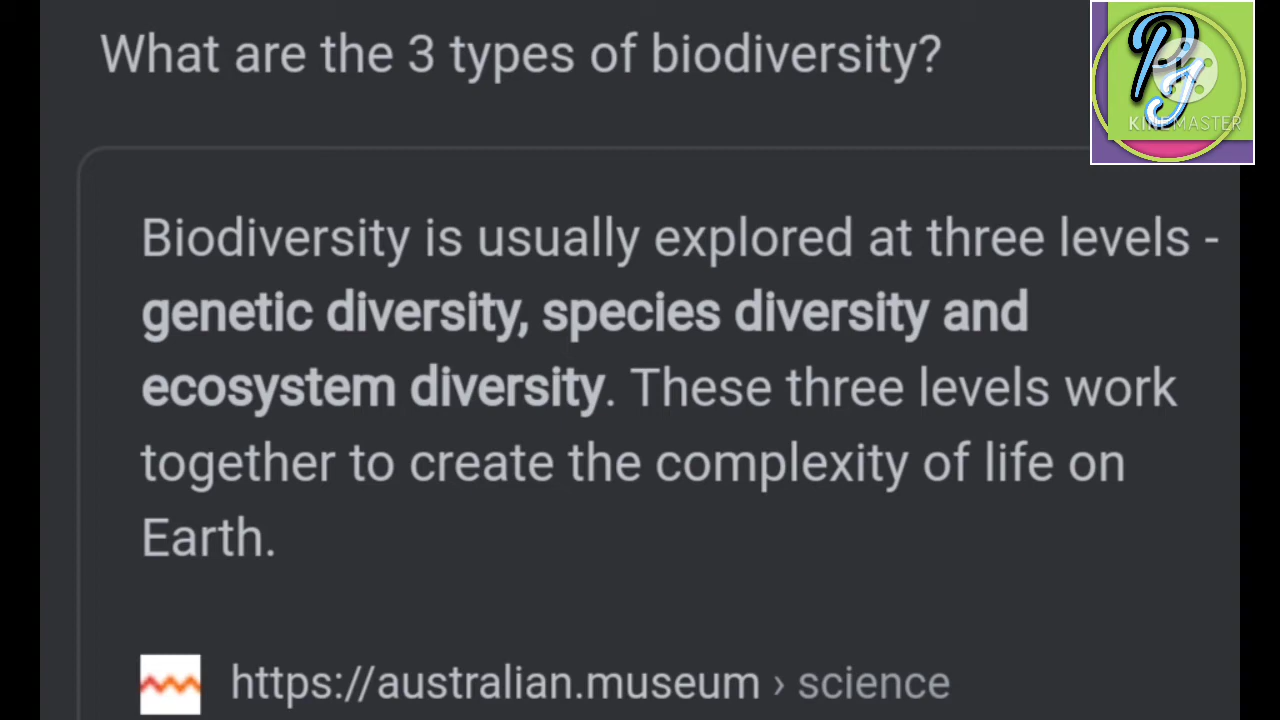 What are the 3 types of biodiversity?
PJ
KINEMASTER
Biodiversity is usually explored at three levels -
genetic diversity, species diversity and
ecosystem diversity. These three levels work
together to create the complexity of life on
Earth.
https://australian.museum › science